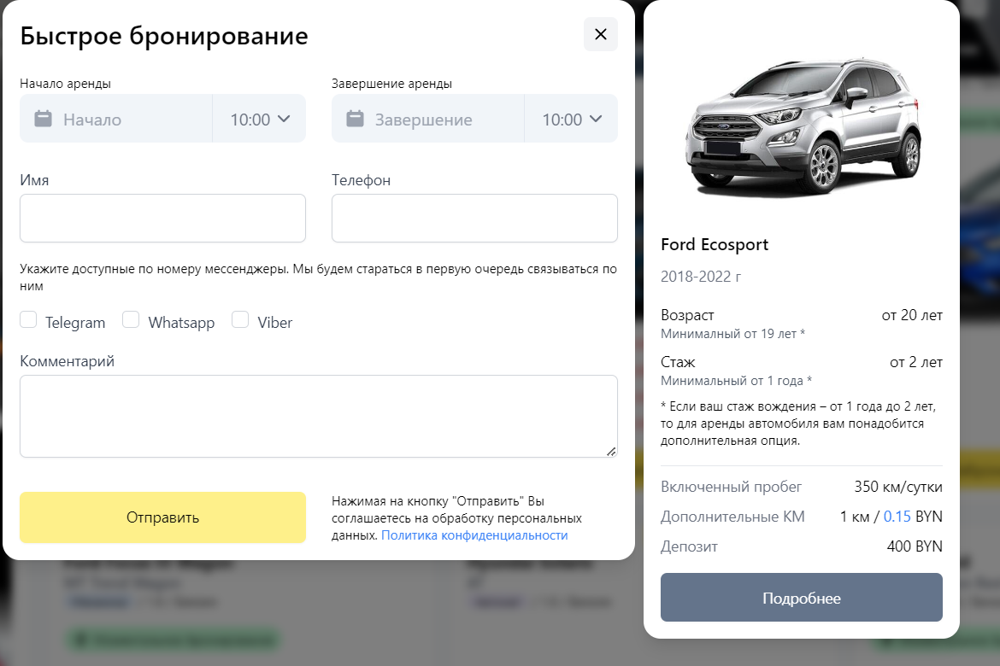 Быстрое бронирование
Начало аренды
Завершение аренды
Начало
10:00
Завершение
10:00
Имя
Телефон
Укажите доступные по номеру мессенджеры. Мы будем стараться в первую очередь связываться по
ним
Telegram
Whatsapp
Viber
Комментарий
Отправить
Нажимая на кнопку "Отправить" Вы
соглашаетесь на обработку персональных
данных. Политика конфиденциальности
Ford Ecosport
2018-2022 г
Возраст от 20 лет
Минималный от 19 лет *
Стаж от 2 лет
Минимальный от 1 года *
* Если ваш стаж вождения – от 1 года до 2 лет,
то для аренды автомобиля вам понадобится
дополнительная опция.
Включенный пробег 350 км/сутки
Дополнительные КМ 1 км / 0.15 BYN
Депозит 400 BYN
Подробнее